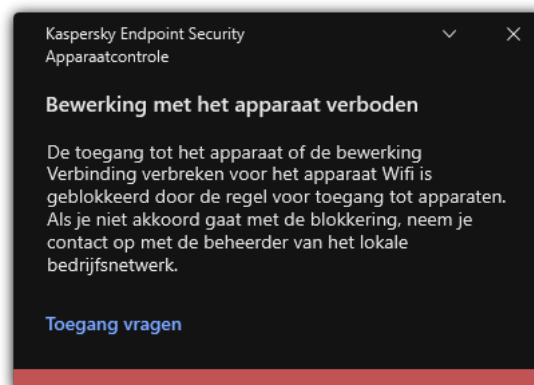 Kaspersky Endpoint Security
Apparaatcontrole
Bewerking met het apparaat verboden
De toegang tot het apparaat of de bewerking
Verbinding verbreken voor het apparaat Wifi is
geblokkeerd door de regel voor toegang tot apparaten.
Als je niet akkoord gaat met de blokkering, neem je
contact op met de beheerder van het lokale
bedrijfsnetwerk.
Toegang vragen